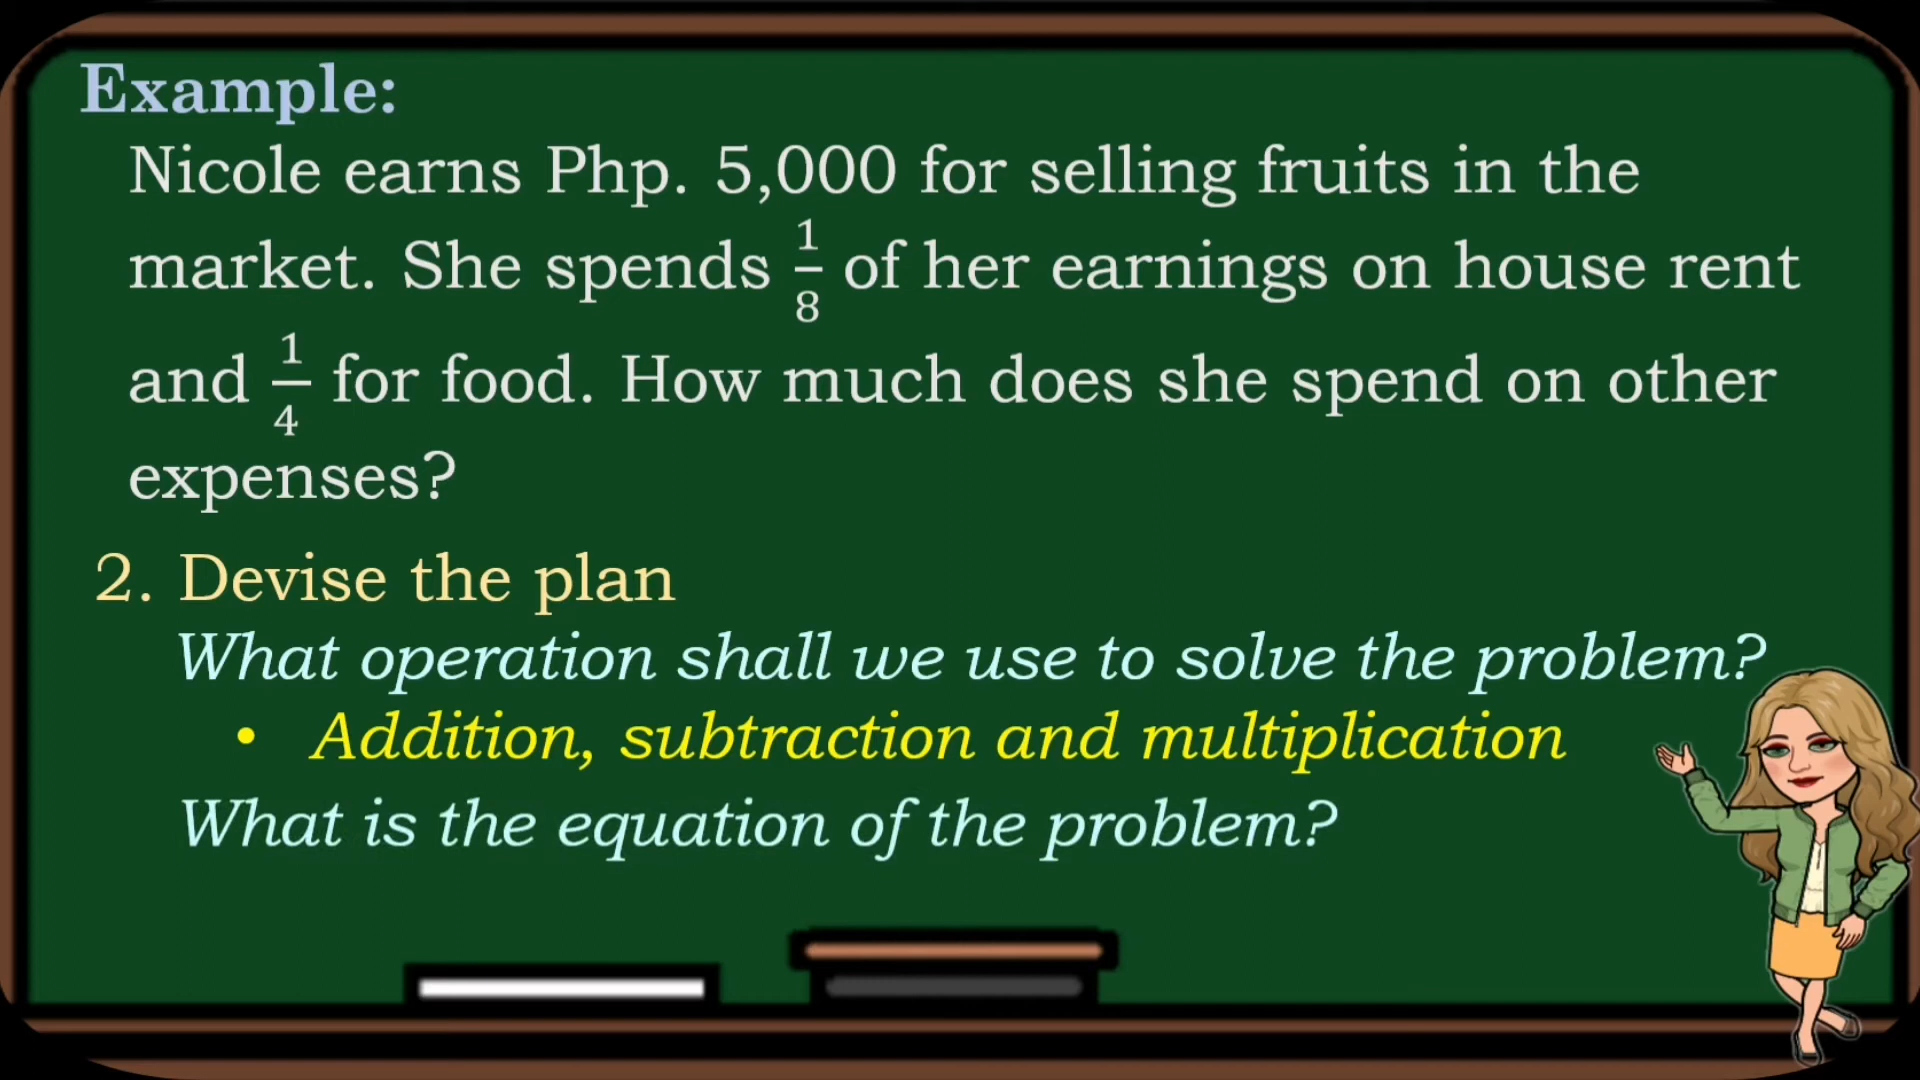 Example:
Nicole earns Php. 5,000 for selling fruits in the
market. She spends 1/8 of her earnings on house rent
and 1/4 for food. How much does she spend on other
expenses?
2. Devise the plan
What operation shall we use to solve the problem?
• Addition, subtraction and multiplication
What is the equation of the problem?